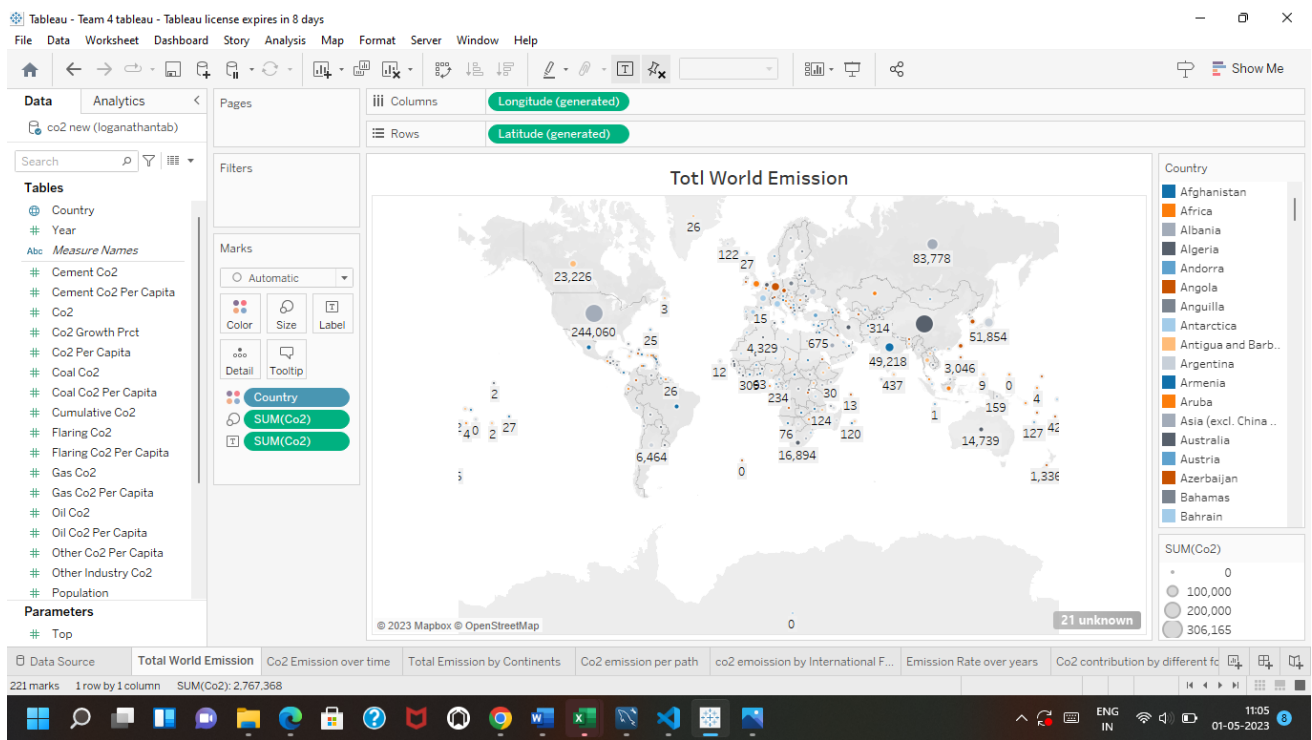 Tableau - Team 4 tableau - Tableau license expires in 8 days
File Data Worksheet Dashboard Story Analysis Map Format Server Window Help
Show Me
Data Analytics
co2 new (loganathantab)
Search
Tables
Country
Year
Abc Measure Names
Cement Co2
Cement Co2 Per Capita
Co2
Co2 Growth Prct
Co2 Per Capita
Coal Co2
Coal Co2 Per Capita
Cumulative Co2
Flaring Co2
Flaring Co2 Per Capita
Gas Co2
Gas Co2 Per Capita
Oil Co2
Oil Co2 Per Capita
Other Co2 Per Capita
Other Industry Co2
Population
Parameters
Top
Pages
Filters
Marks
Automatic
Color Size Label
Detail Tooltip
Country
SUM(Co2)
SUM(Co2)
Columns Longitude (generated)
Rows Latitude (generated)
Totl World Emission
26
122
27
83,778
23,226
3
244,060
25
15
314
51,854
4,329
675
49,218
3,046
12
437
9
0
2
26
234
30
13
159
4
1
27
124
127
4
0
2
76
120
14,739
6,464
16,894
0
1,336
0
© 2023 Mapbox © OpenStreetMap
21 unknown
Country
Afghanistan
Africa
Albania
Algeria
Andorra
Angola
Anguilla
Antarctica
Antigua and Barb..
Argentina
Armenia
Aruba
Asia (excl. China ..
Australia
Austria
Azerbaijan
Bahamas
Bahrain
SUM(Co2)
0
100,000
200,000
306,165
Data Source Total World Emission Co2 Emission over time Total Emission by Continents Co2 emission per path co2 emoission by International F... Emission Rate over years Co2 contribution by different fc
221 marks 1 row by 1 column SUM(Co2): 2,767,368
ENG
IN
11:05
01-05-2023
8